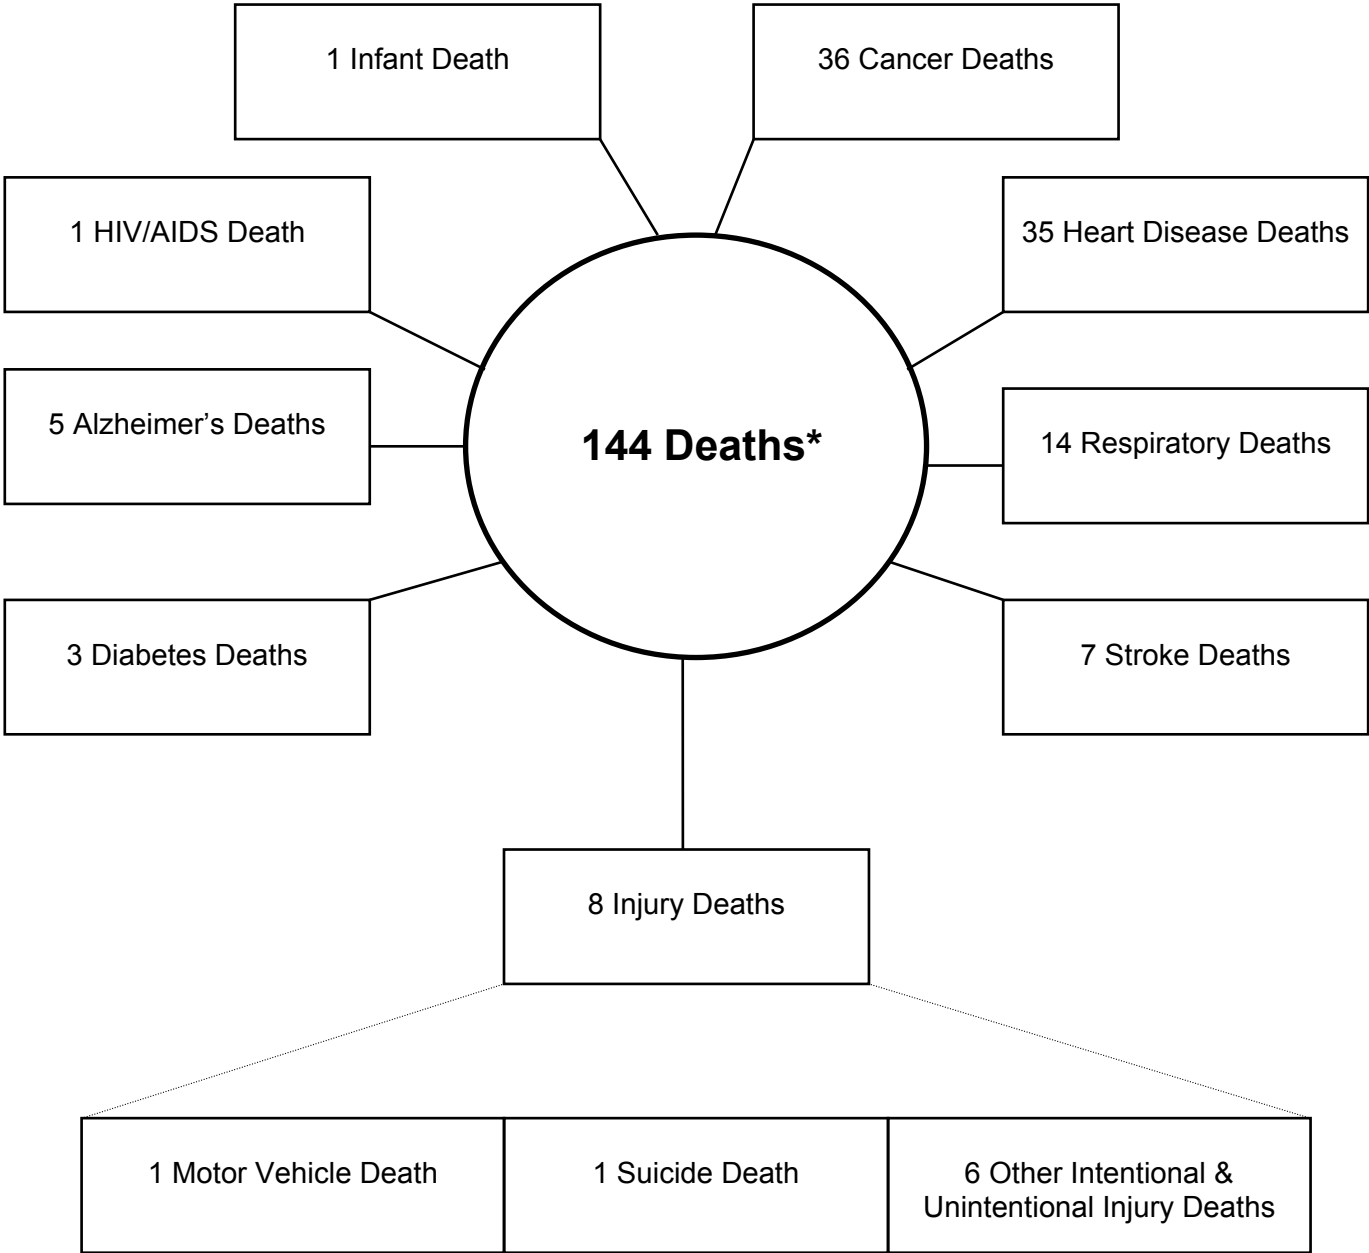 1 Infant Death
36 Cancer Deaths
1 HIV/AIDS Death
35 Heart Disease Deaths
5 Alzheimer’s Deaths
144 Deaths*
14 Respiratory Deaths
3 Diabetes Deaths
7 Stroke Deaths
8 Injury Deaths
1 Motor Vehicle Death
1 Suicide Death
6 Other Intentional &
Unintentional Injury Deaths